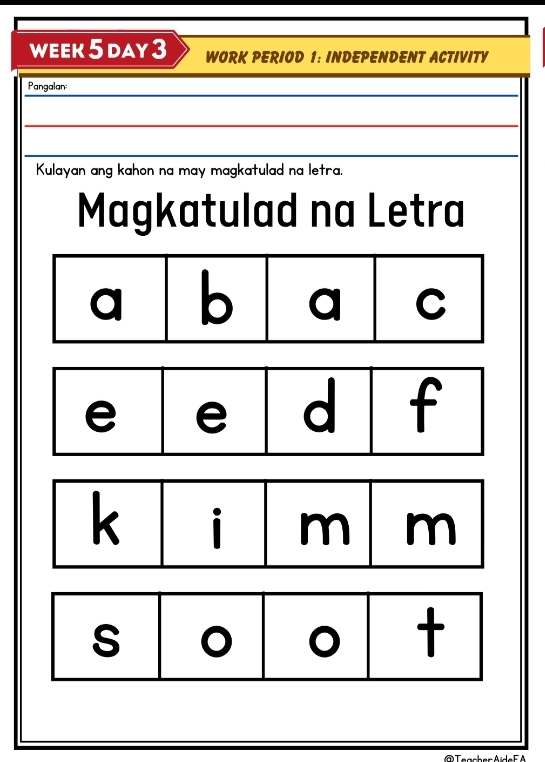 WEEK 5 DAY 3
WORK PERIOD 1: INDEPENDENT ACTIVITY
Pangalan:
Kulayan ang kahon na may magkatulad na letra.
Magkatulad na Letra
a b a c
e e d f
k i m m
s o o t
@TeacherAideEA